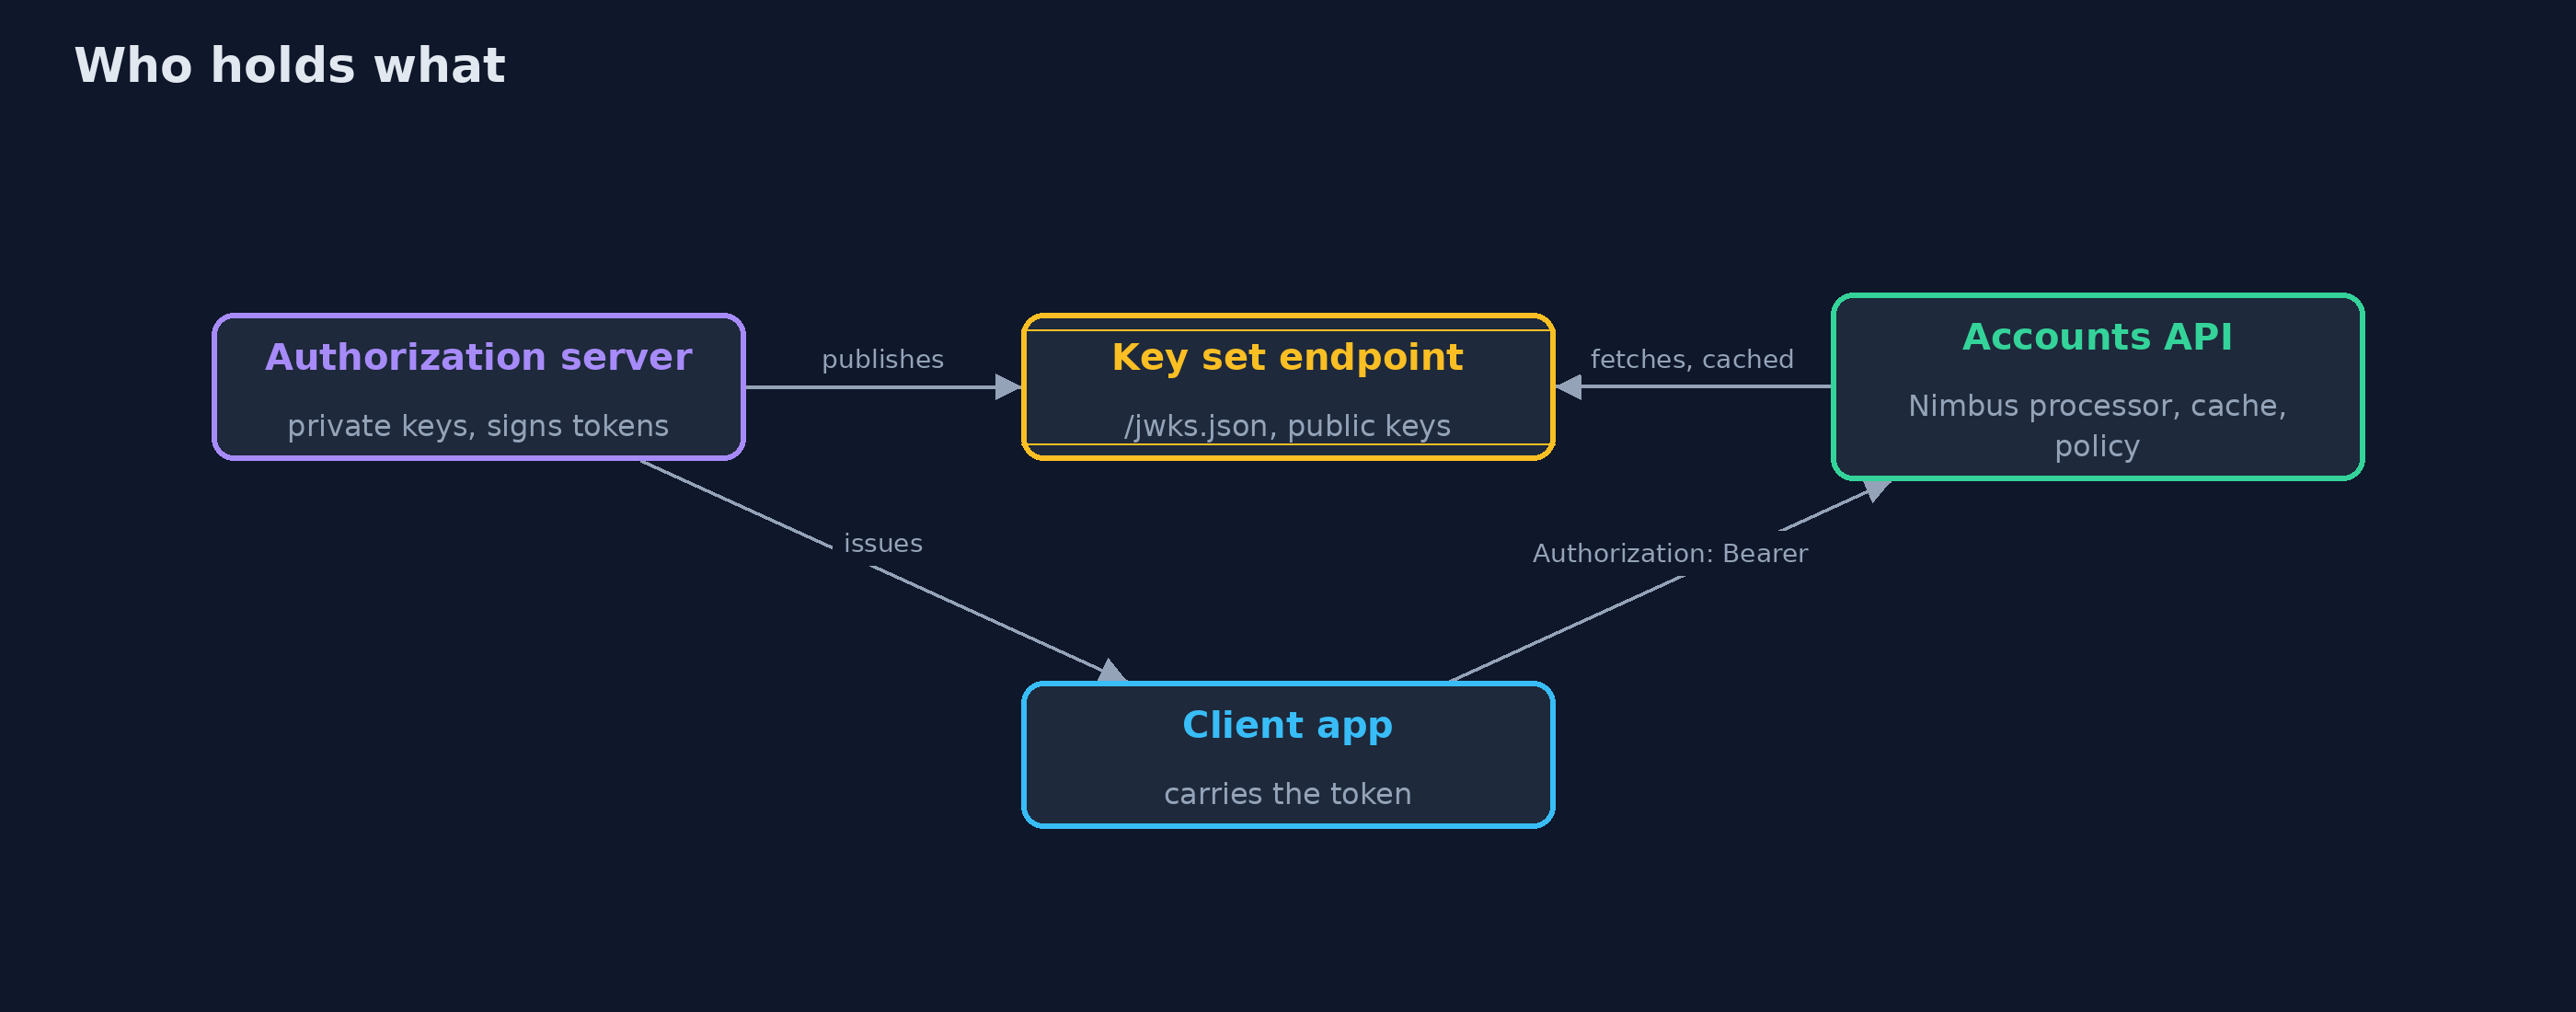 Who holds what
Authorization server
private keys, signs tokens
publishes
Key set endpoint
/jwks.json, public keys
fetches, cached
Accounts API
Nimbus processor, cache,
policy
issues
Authorization: Bearer
Client app
carries the token